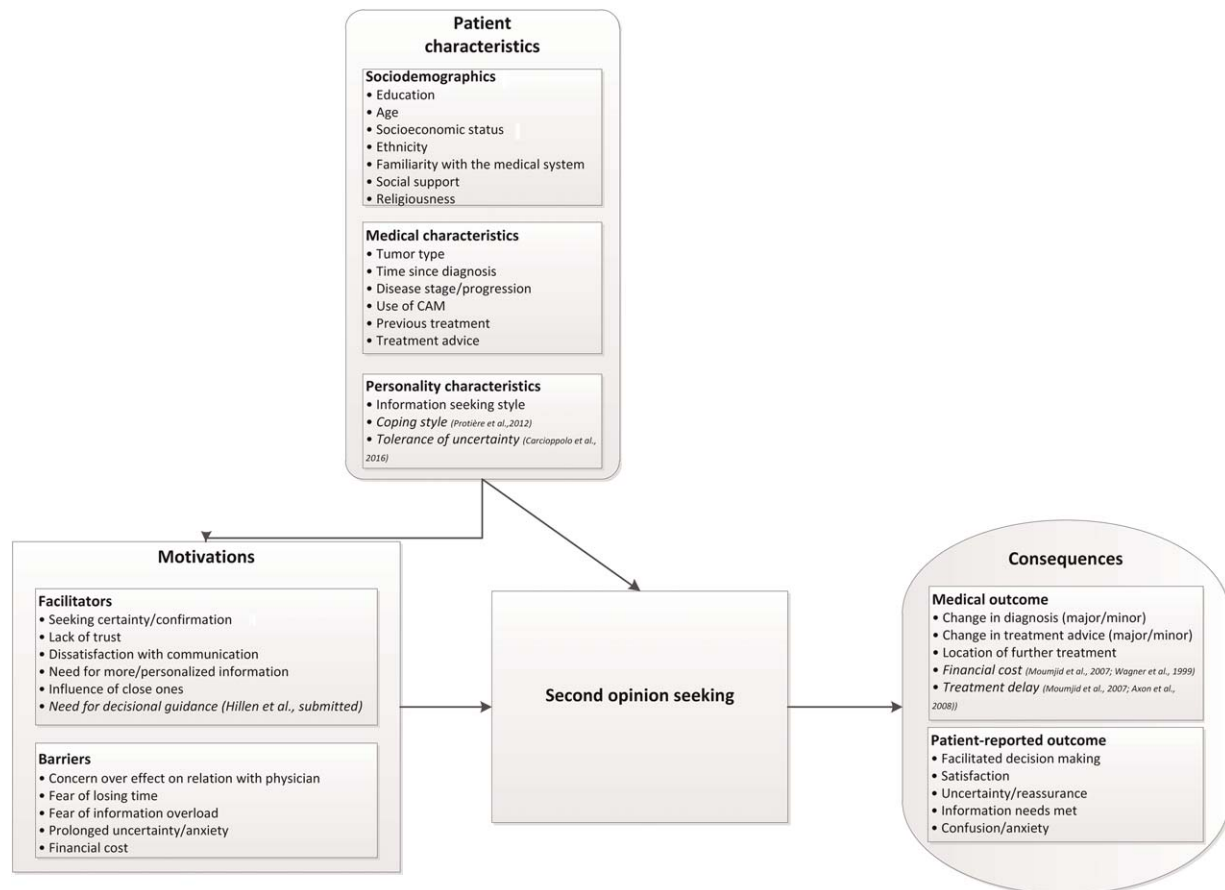 Patient
characteristics
Sociodemographics
• Education
• Age
• Socioeconomic status
• Ethnicity
• Familiarity with the medical system
• Social support
• Religiousness
Medical characteristics
• Tumor type
• Time since diagnosis
• Disease stage/progression
• Use of CAM
• Previous treatment
• Treatment advice
Personality characteristics
• Information seeking style
• Coping style (Protière et al.,2012)
• Tolerance of uncertainty (Carcioppolo et al.,
2016)
Motivations
Facilitators
• Seeking certainty/confirmation
• Lack of trust
• Dissatisfaction with communication
• Need for more/personalized information
• Influence of close ones
• Need for decisional guidance (Hillen et al., submitted)
Barriers
• Concern over effect on relation with physician
• Fear of losing time
• Fear of information overload
• Prolonged uncertainty/anxiety
• Financial cost
Second opinion seeking
Consequences
Medical outcome
• Change in diagnosis (major/minor)
• Change in treatment advice (major/minor)
• Location of further treatment
• Financial cost (Moumjid et al., 2007; Wagner et al., 1999)
• Treatment delay (Moumjid et al., 2007; Axon et al.,
2008))
Patient-reported outcome
• Facilitated decision making
• Satisfaction
• Uncertainty/reassurance
• Information needs met
• Confusion/anxiety